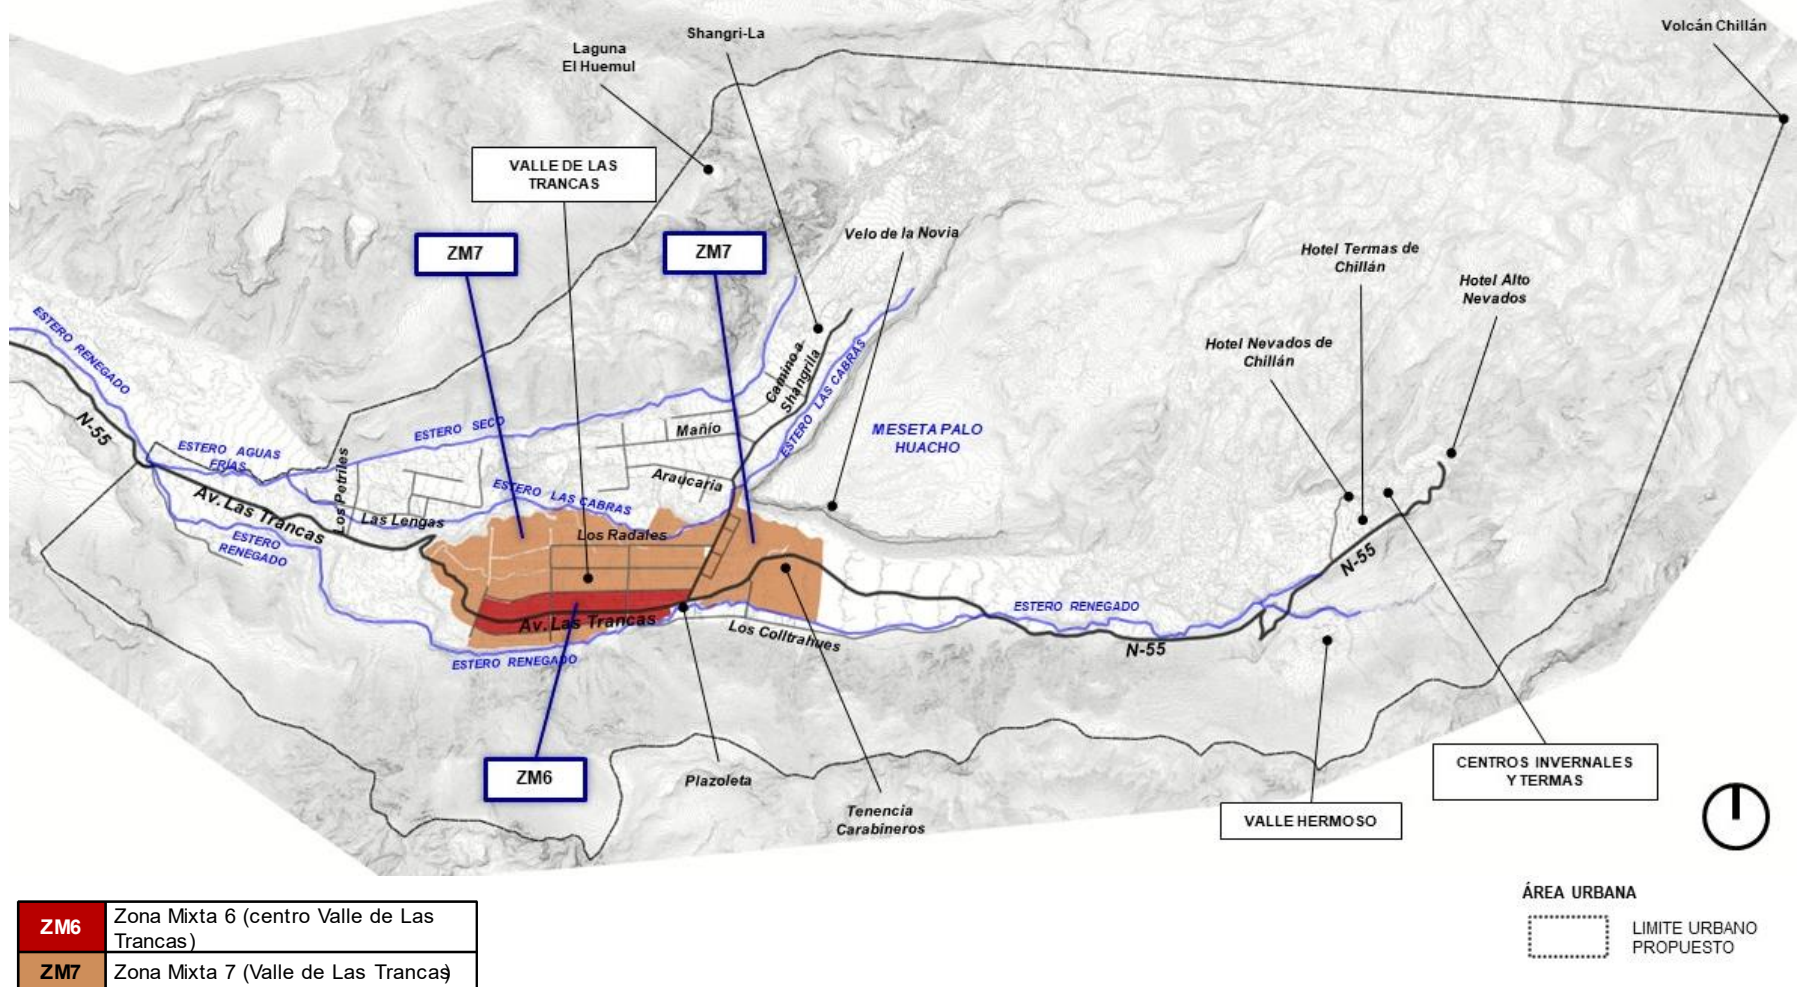 Volcán Chillán
Shangri-La
Laguna
El Huemul
VALLE DE LAS
TRANCAS
ZM7
ZM7
Velo de la Novia
Hotel Termas de
Chillán
Hotel Alto
Nevados
Hotel Nevados de
Chillán
ESTERO RENEGADO
N-55
Camino a
Shangrila
ESTERO LAS CABRAS
ESTERO SECO
Mañío
MESETA PALO
HUACHO
ESTERO AGUAS
FRÍAS
Los Petriles
Araucaria
ESTERO LAS CABRAS
Av. Las Trancas
Las Lengas
Los Radales
ESTERO
RENEGADO
N-55
ESTERO RENEGADO
Av. Las Trancas
Los Colltrahues
N-55
ESTERO RENEGADO
ZM6
Plazoleta
Tenencia
Carabineros
CENTROS INVERNALES
Y TERMAS
VALLE HERMOSO
ÁREA URBANA
LIMITE URBANO
PROPUESTO
ZM6
Zona Mixta 6 (centro Valle de Las
Trancas)
ZM7
Zona Mixta 7 (Valle de Las Trancas)